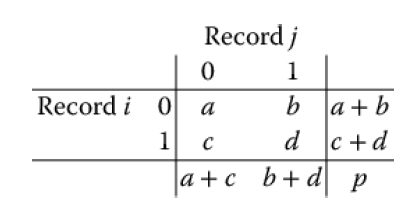 Record j
0 1
Record i 0 a b a + b
1 c d c + d
a + c b + d p